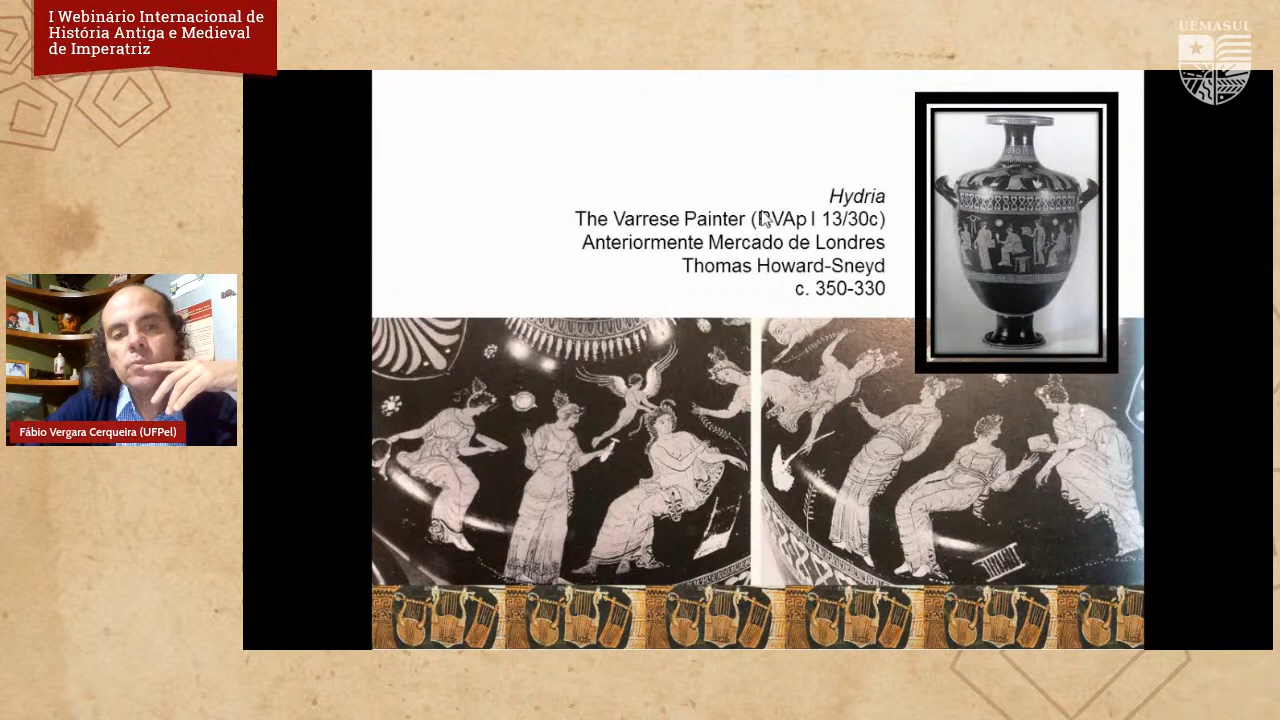 I Webinário Internacional de
História Antiga e Medieval
de Imperatriz
UEMASUL
Hydria
The Varrese Painter (RVAp I 13/30c)
Anteriormente Mercado de Londres
Thomas Howard-Sneyd
c. 350-330
Fábio Vergara Cerqueira (UFPel)